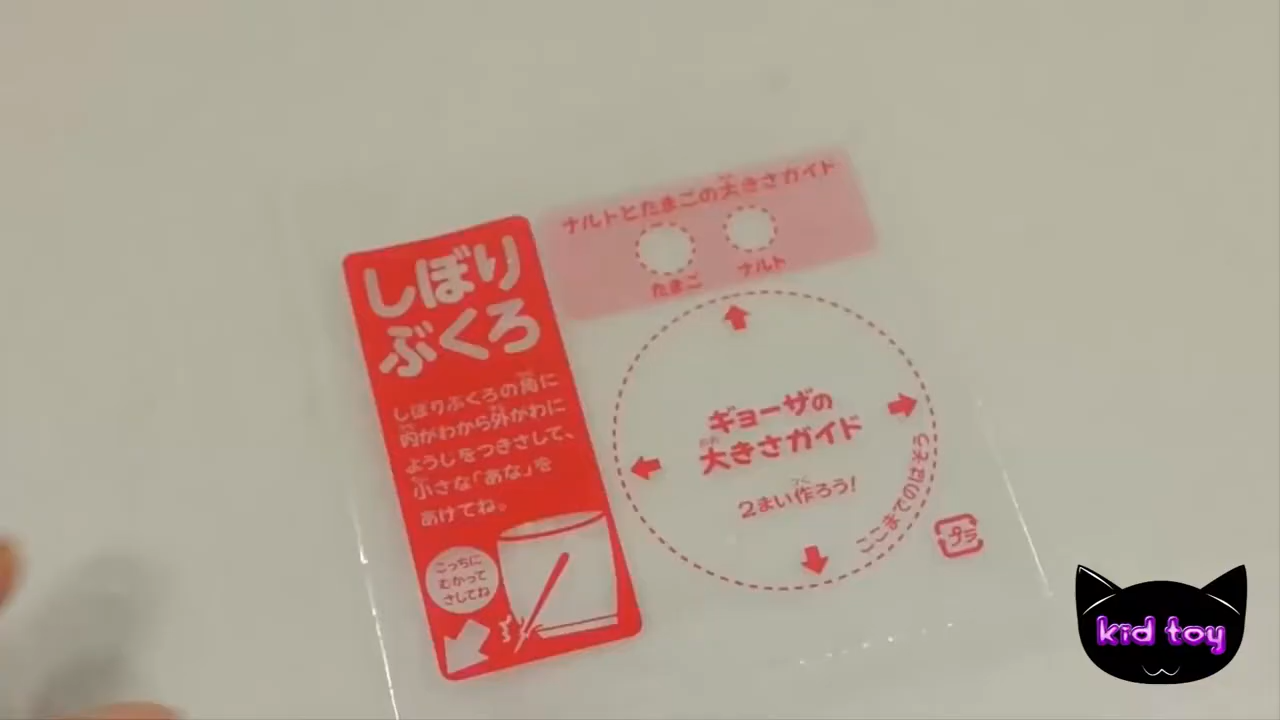 しぼり
ぶくろ
しぼりぶくろの角に
内がわから外がわに
ようじをつきさして、
小さな「あな」を
あけてね。
こっちに
むかって
さしてね
ナルトとたまごの大きさガイド
たまご
ナルト
ギョーザの
大きさガイド
2まい作ろう!
ここまでのばそう
プラ
kid toy